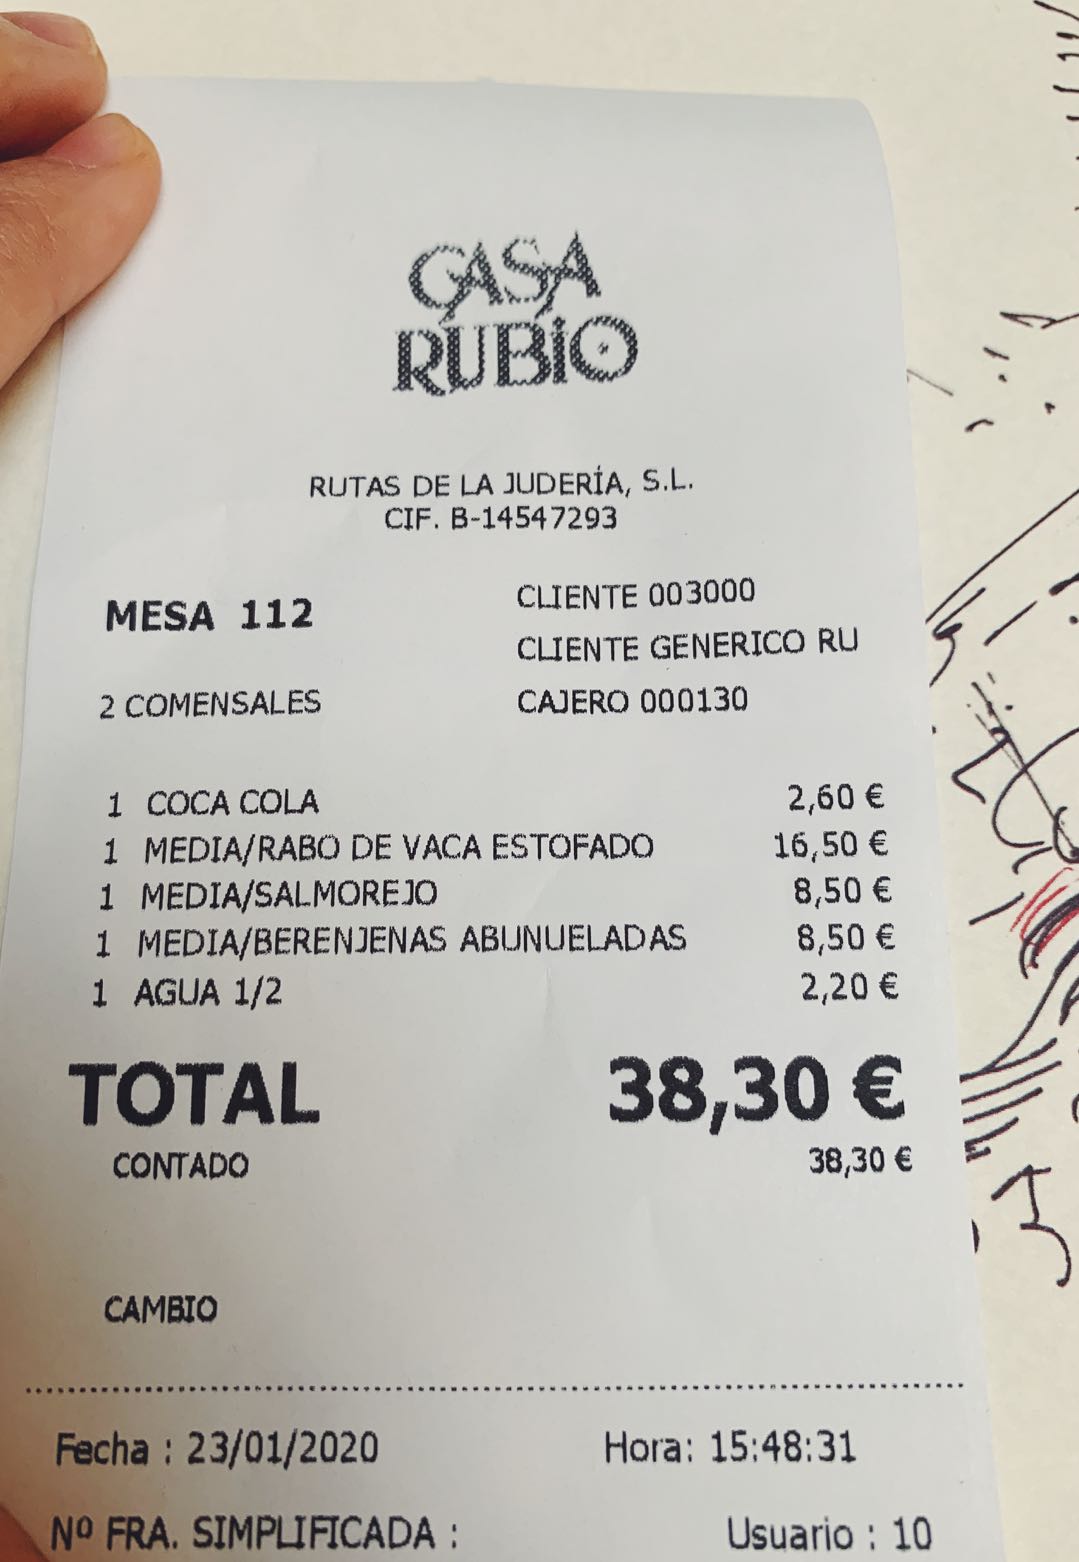 CASA
RUBIO
RUTAS DE LA JUDERÍA, S.L.
CIF. B-14547293
MESA 112
CLIENTE 003000
CLIENTE GENERICO RU
2 COMENSALES
CAJERO 000130
1 COCA COLA 2,60 €
1 MEDIA/RABO DE VACA ESTOFADO 16,50 €
1 MEDIA/SALMOREJO 8,50 €
1 MEDIA/BERENJENAS ABUNUELADAS 8,50 €
1 AGUA 1/2 2,20 €
TOTAL 38,30 €
CONTADO 38,30 €
CAMBIO
Fecha : 23/01/2020 Hora: 15:48:31
Nº FRA. SIMPLIFICADA : Usuario : 10